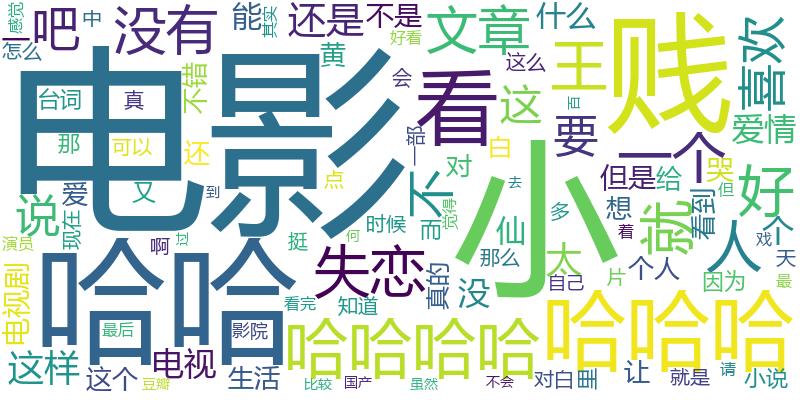 一
感觉
中
吧
没有
能
其实
还是
不是
好看
文章
什么
贱
喜欢
怎么
电影
黄
会
看
这么
王
不错
台词
真
那
可以
还
这
要
百
一个
爱情
爱
又
点
一部
不
对
白
但是
给
哭
但
好
说
现在
到
时候
而
觉得
小
仙
多
去
想
看到
就
人
个
演员
过
啊
何
挺
失恋
真的
那么
没
太
自己
着
片
个人
因为
戏
天
最
电视剧
哈哈
最后
影院
看完
知道
哈哈哈哈
哈哈哈
这样
这个
豆瓣
电视
生活
比较
国产
虽然
不会
对白
里
让
就是
请
小说